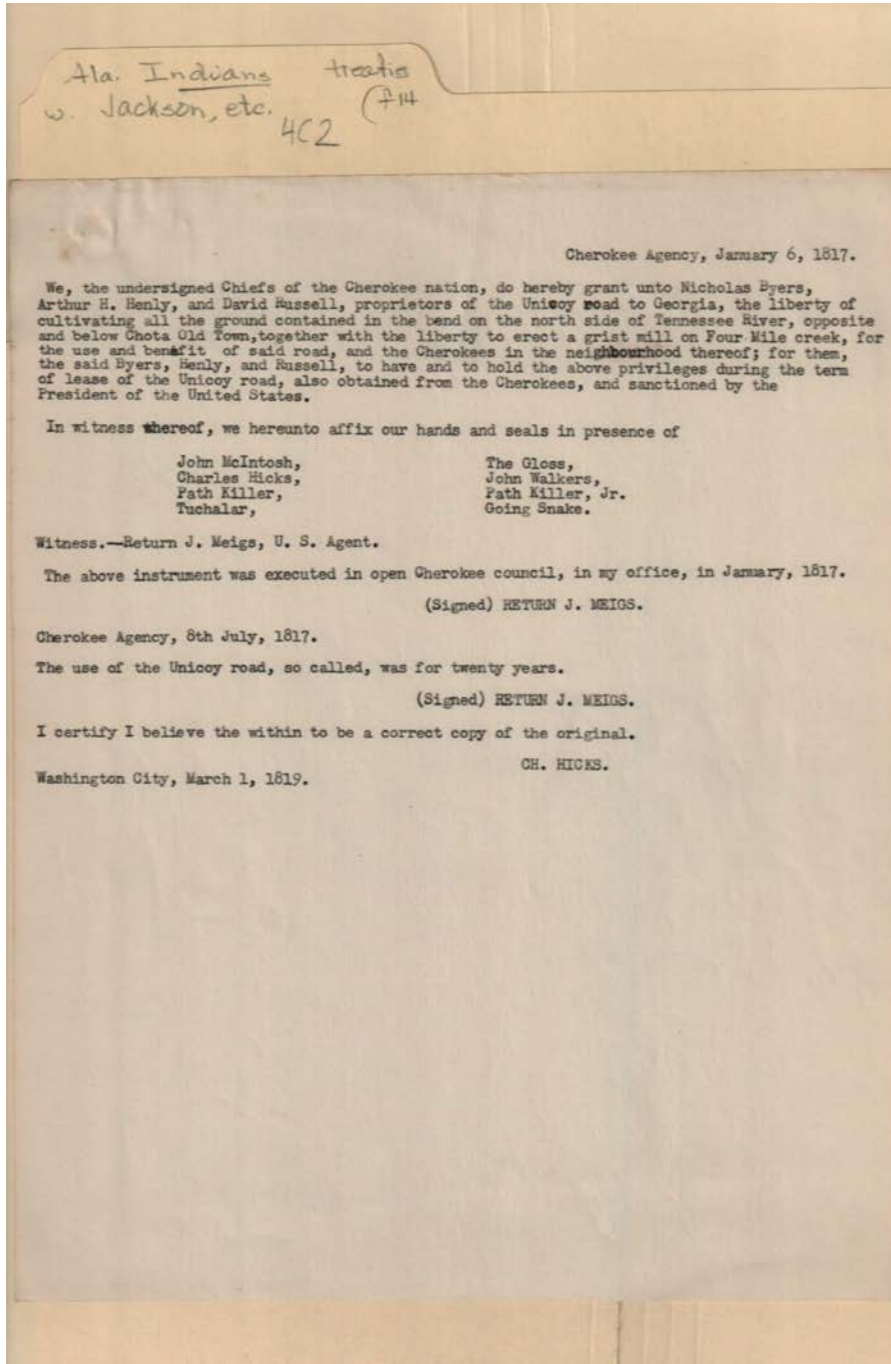 Ala. Indians treaties
w. Jackson, etc. (f14
4C2
Cherokee Agency, January 6, 1817.
We, the undersigned Chiefs of the Cherokee nation, do hereby grant unto Nicholas Byers,
Arthur H. Henly, and David Russell, proprietors of the Unicoy road to Georgia, the liberty of
cultivating all the ground contained in the bend on the north side of Tennessee River, opposite
and below Chota Old Town,together with the liberty to erect a grist mill on Four Mile creek, for
the use and benefit of said road, and the Cherokees in the neighbourhood thereof; for them,
the said Byers, Henly, and Russell, to have and to hold the above privileges during the term
of lease of the Unicoy road, also obtained from the Cherokees, and sanctioned by the
President of the United States.
In witness thereof, we hereunto affix our hands and seals in presence of
John McIntosh, The Gloss,
Charles Hicks, John Walkers,
Path Killer, Path Killer, Jr.
Tuchalar, Going Snake.
Witness.—Return J. Meigs, U. S. Agent.
The above instrument was executed in open Cherokee council, in my office, in January, 1817.
(Signed) RETURN J. MEIGS.
Cherokee Agency, 8th July, 1817.
The use of the Unicoy road, so called, was for twenty years.
(Signed) RETURN J. MEIGS.
I certify I believe the within to be a correct copy of the original.
CH. HICKS.
Washington City, March 1, 1819.